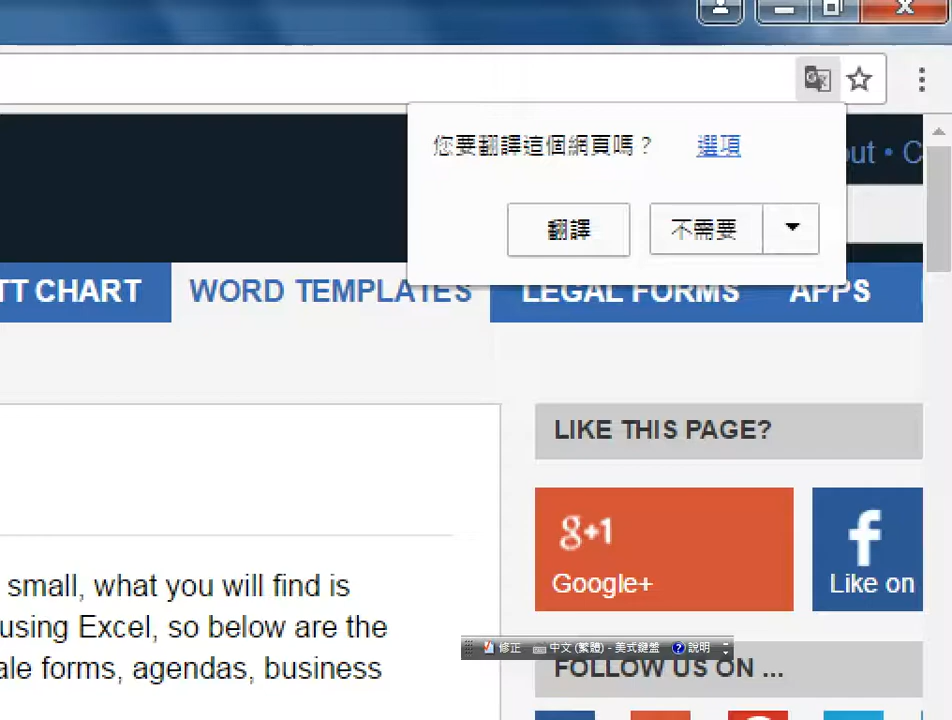 您要翻譯這個網頁嗎？ 選項
out • C
翻譯 不需要
TT CHART WORD TEMPLATES LEGAL FORMS APPS
LIKE THIS PAGE?
g+1
Google+
f
Like on
small, what you will find is
using Excel, so below are the
修正 中文 (繁體) - 美式鍵盤 ? 說明
ale forms, agendas, business
FOLLOW US ON ...